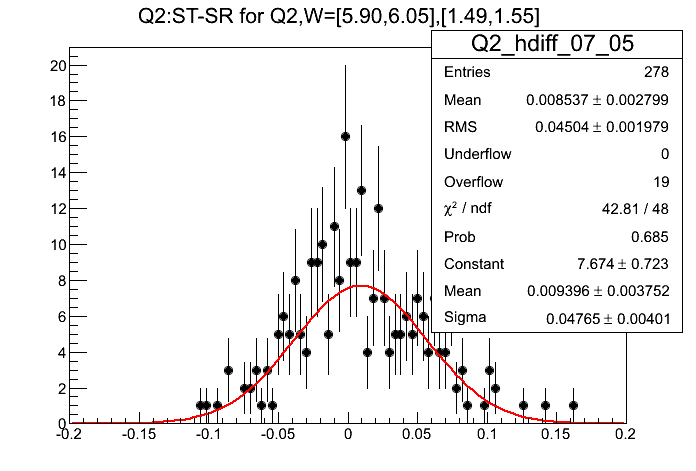 Q2:ST-SR for Q2,W=[5.90,6.05],[1.49,1.55]
Q2_hdiff_07_05
Entries 278
Mean 0.008537 ± 0.002799
RMS 0.04504 ± 0.001979
Underflow 0
Overflow 19
χ² / ndf 42.81 / 48
Prob 0.685
Constant 7.674 ± 0.723
Mean 0.009396 ± 0.003752
Sigma 0.04765 ± 0.00401
20
18
16
14
12
10
8
6
4
2
0
-0.2 -0.15 -0.1 -0.05 0 0.05 0.1 0.15 0.2